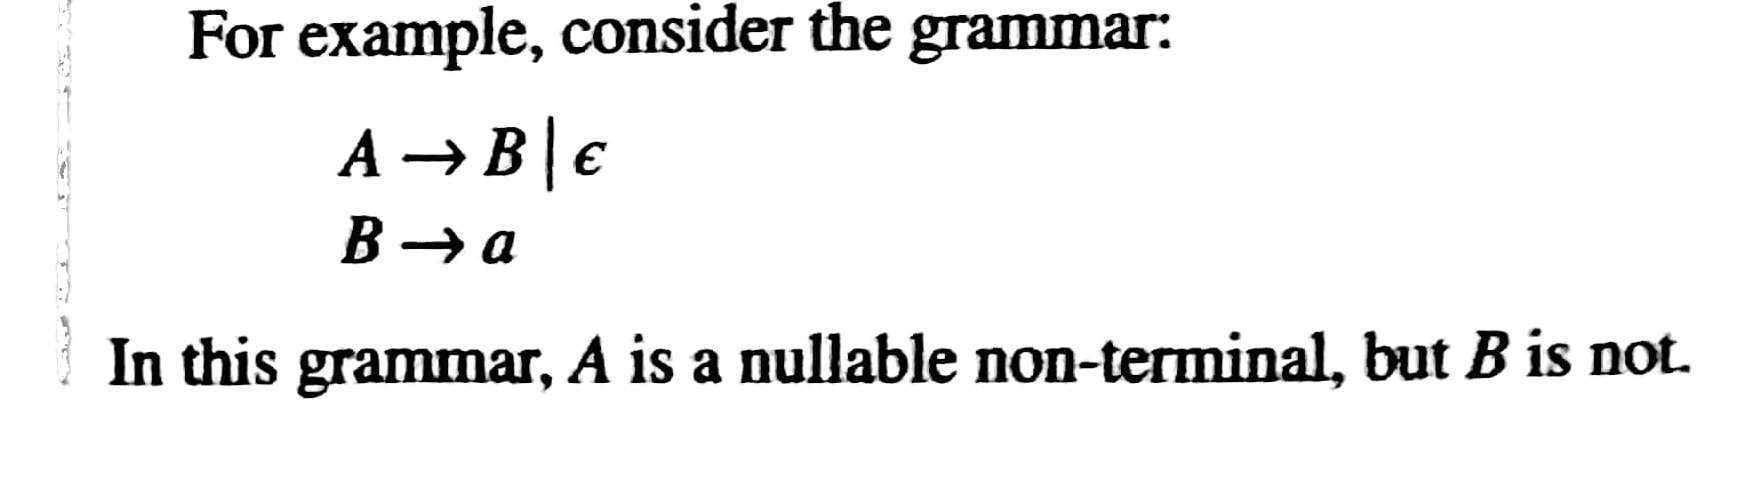 For example, consider the grammar:
A → B | ϵ
B → a
In this grammar, A is a nullable non-terminal, but B is not.